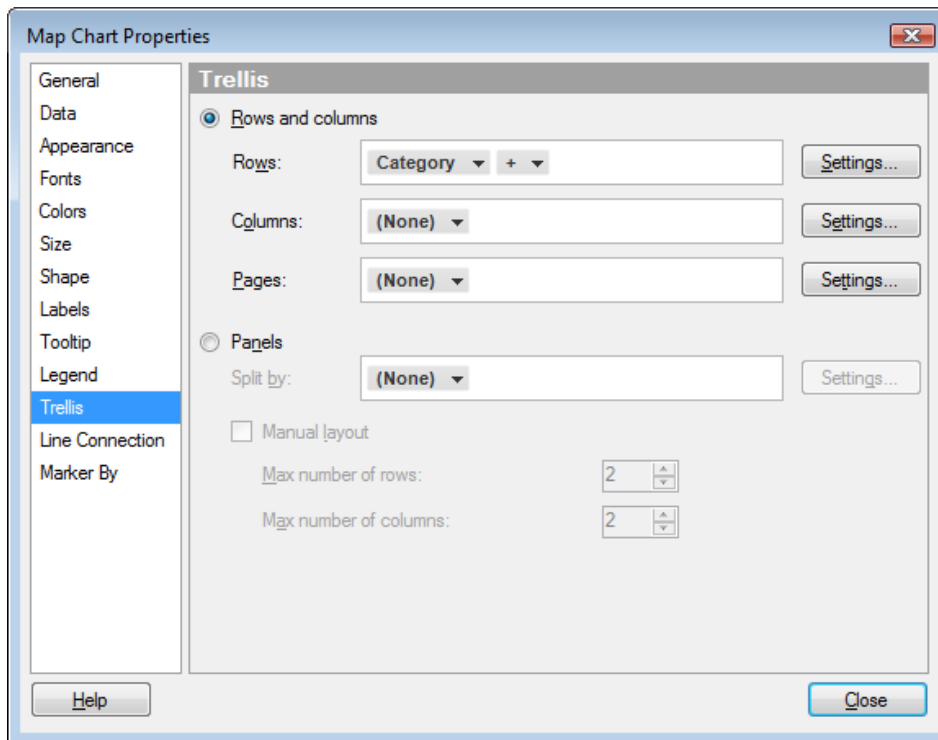 Map Chart Properties
General
Data
Appearance
Fonts
Colors
Size
Shape
Labels
Tooltip
Legend
Trellis
Line Connection
Marker By
Trellis
Rows and columns
Rows: Category + Settings...
Columns: (None) Settings...
Pages: (None) Settings...
Panels
Split by: (None) Settings...
Manual layout
Max number of rows: 2
Max number of columns: 2
Help Close